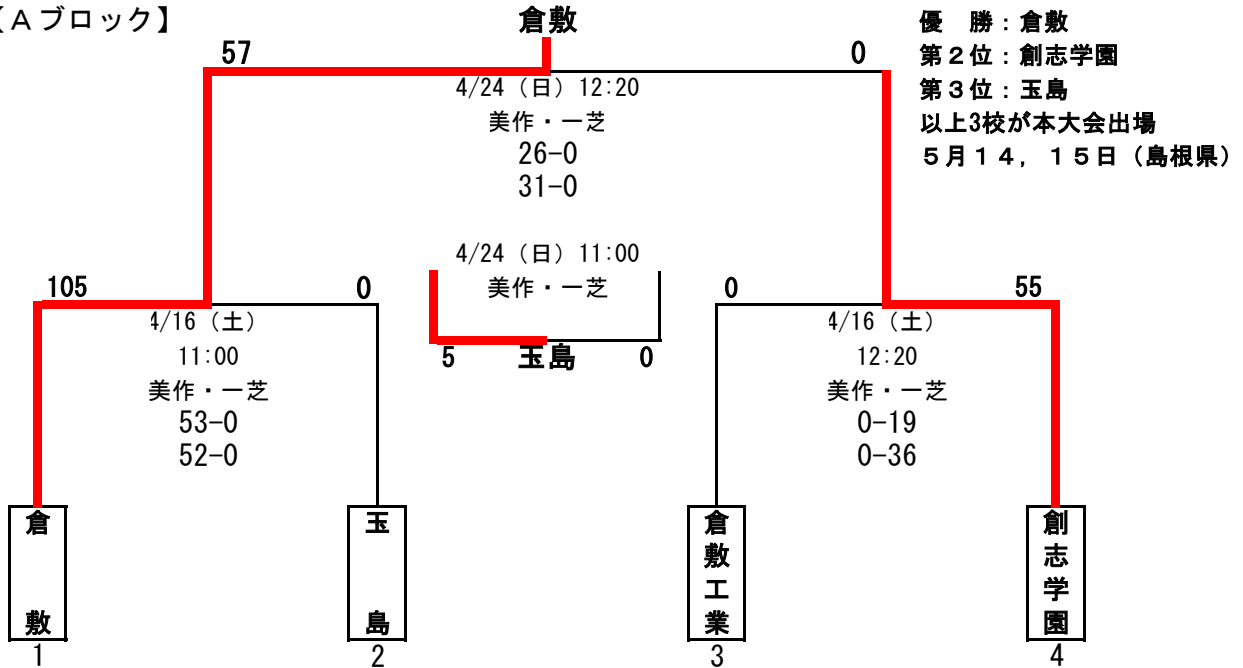 【Aブロック】
倉敷
優　勝：倉敷
第２位：創志学園
第３位：玉島
以上3校が本大会出場
５月１４，１５日（島根県）
57
0
4/24（日）12:20
美作・一芝
26-0
31-0
4/24（日）11:00
美作・一芝
5
玉島
0
105
0
4/16（土）
11:00
美作・一芝
53-0
52-0
0
55
4/16（土）
12:20
美作・一芝
0-19
0-36
倉敷
玉島
倉敷工業
創志学園
1
2
3
4